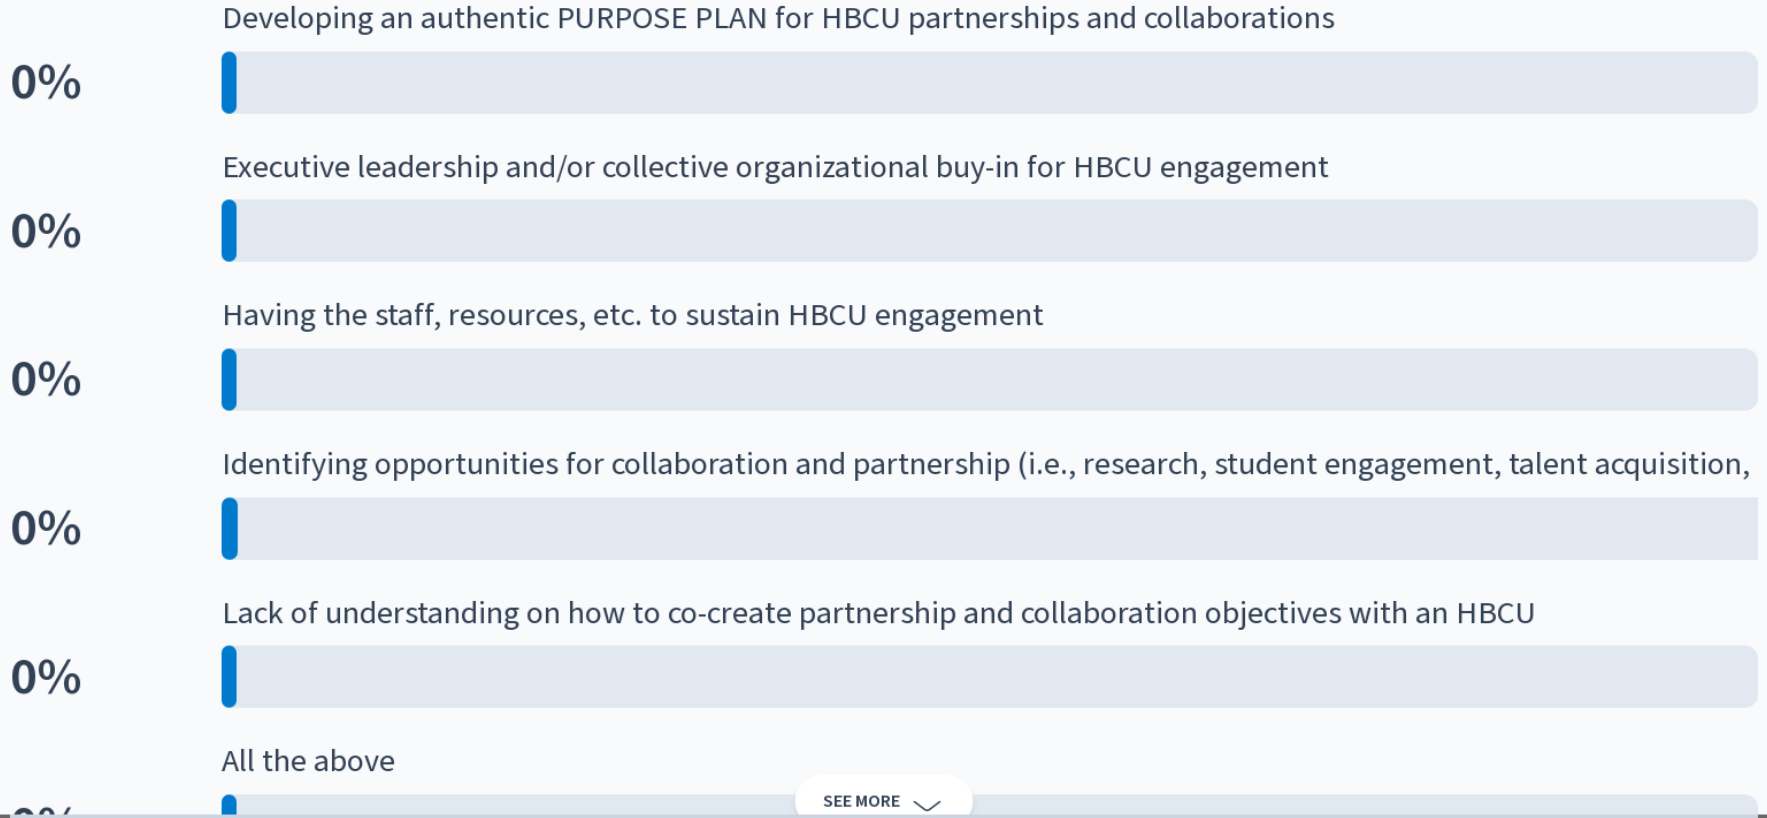 Developing an authentic PURPOSE PLAN for HBCU partnerships and collaborations
0%
Executive leadership and/or collective organizational buy-in for HBCU engagement
0%
Having the staff, resources, etc. to sustain HBCU engagement
0%
Identifying opportunities for collaboration and partnership (i.e., research, student engagement, talent acquisition,
0%
Lack of understanding on how to co-create partnership and collaboration objectives with an HBCU
0%
All the above
SEE MORE